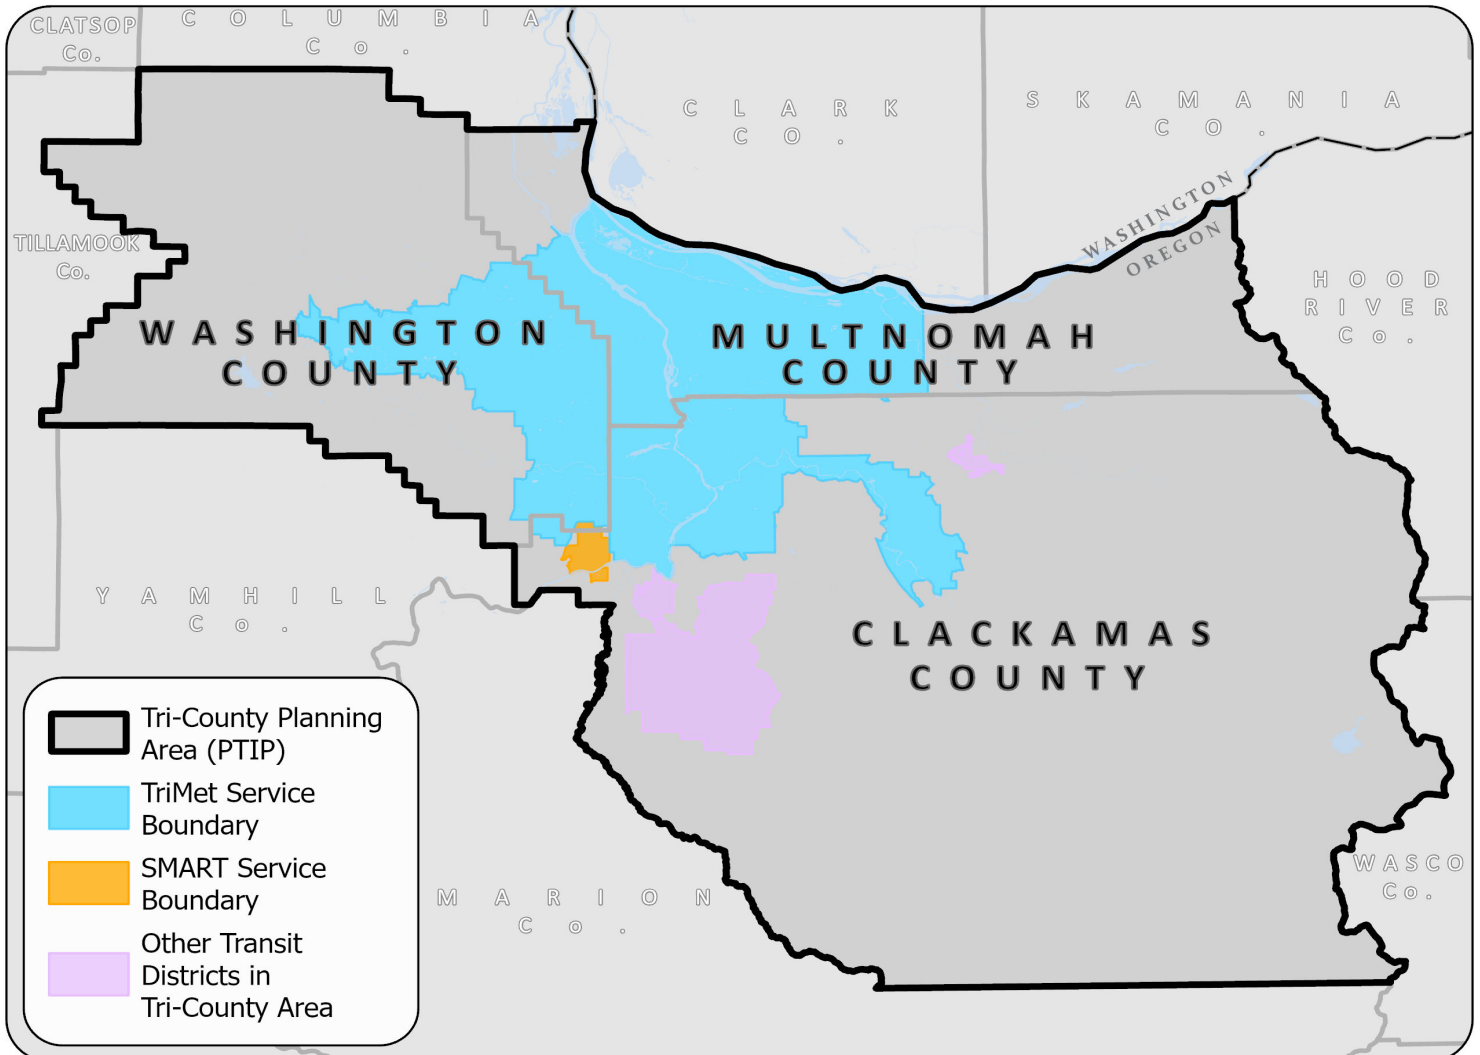 CLATSOP
Co.
COLUMBIA
Co.
CLARK
CO.
SKAMANIA
CO.
TILLAMOOK
Co.
WASHINGTON
OREGON
HOOD
RIVER
Co.
WASHINGTON
COUNTY
MULTNOMAH
COUNTY
YAMHILL
Co.
CLACKAMAS
COUNTY
MARION
Co.
WASCO
Co.
Tri-County Planning
Area (PTIP)
TriMet Service
Boundary
SMART Service
Boundary
Other Transit
Districts in
Tri-County Area